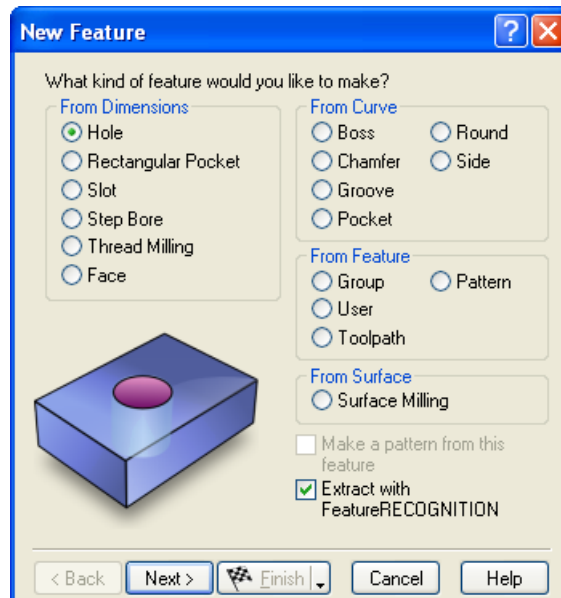 New Feature
What kind of feature would you like to make?
From Dimensions
Hole
Rectangular Pocket
Slot
Step Bore
Thread Milling
Face
From Curve
Boss
Round
Chamfer
Side
Groove
Pocket
From Feature
Group
Pattern
User
Toolpath
From Surface
Surface Milling
Make a pattern from this
feature
Extract with
FeatureRECOGNITION
< Back
Next >
Finish
Cancel
Help